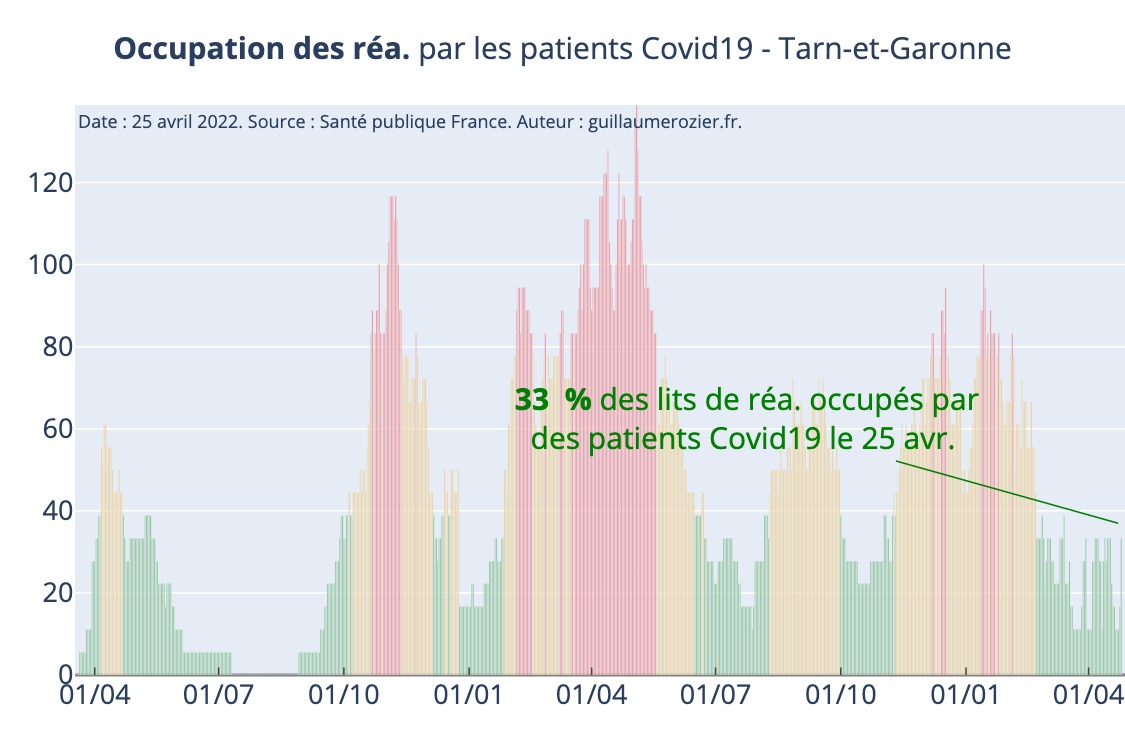 Occupation des réa. par les patients Covid19 - Tarn-et-Garonne
Date : 25 avril 2022. Source : Santé publique France. Auteur : guillaumerozier.fr.
120
100
80
60
40
20
0
33 % des lits de réa. occupés par
des patients Covid19 le 25 avr.
01/04 01/07 01/10 01/01 01/04 01/07 01/10 01/01 01/04